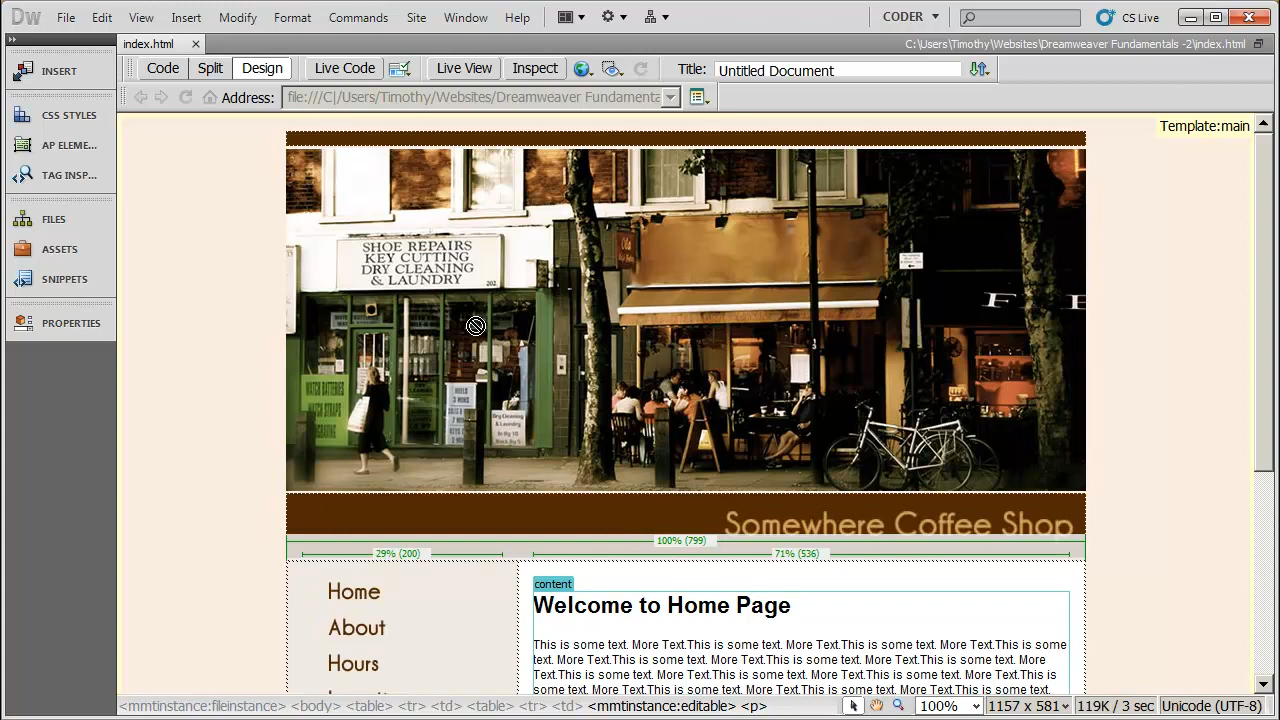 Dw File Edit View Insert Modify Format Commands Site Window Help CODER CS Live
index.html C:\Users\Timothy\Websites\Dreamweaver Fundamentals -2\index.html
INSERT
CSS STYLES
AP ELEME...
TAG INSP...
FILES
ASSETS
SNIPPETS
PROPERTIES
Code Split Design Live Code Live View Inspect Title: Untitled Document
Address: file:///C|/Users/Timothy/Websites/Dreamweaver Fundamenta
Template:main
SHOE REPAIRS
KEY CUTTING
DRY CLEANING
& LAUNDRY
202
WATCH BATTERIES
WATCH STRAPS
ENGRAVING
Dry Cleaning
& Laundry
Somewhere Coffee Shop
100% (799)
29% (200) 71% (536)
Home
About
Hours
content
Welcome to Home Page
This is some text. More Text.This is some text. More Text.This is some text. More Text.This is some
text. More Text.This is some text. More Text.This is some text. More Text.This is some text.
More Text.This is some text. More Text.This is some text. More Text.This is some text. More
text. More Text.This is some text. More Text.This is some text. More Text.This is some text.
<mmtinstance:fileinstance> <body> <table> <tr> <td> <table> <tr> <td> <mmtinstance:editable> <p> 100% 1157 x 581 119K / 3 sec Unicode (UTF-8)